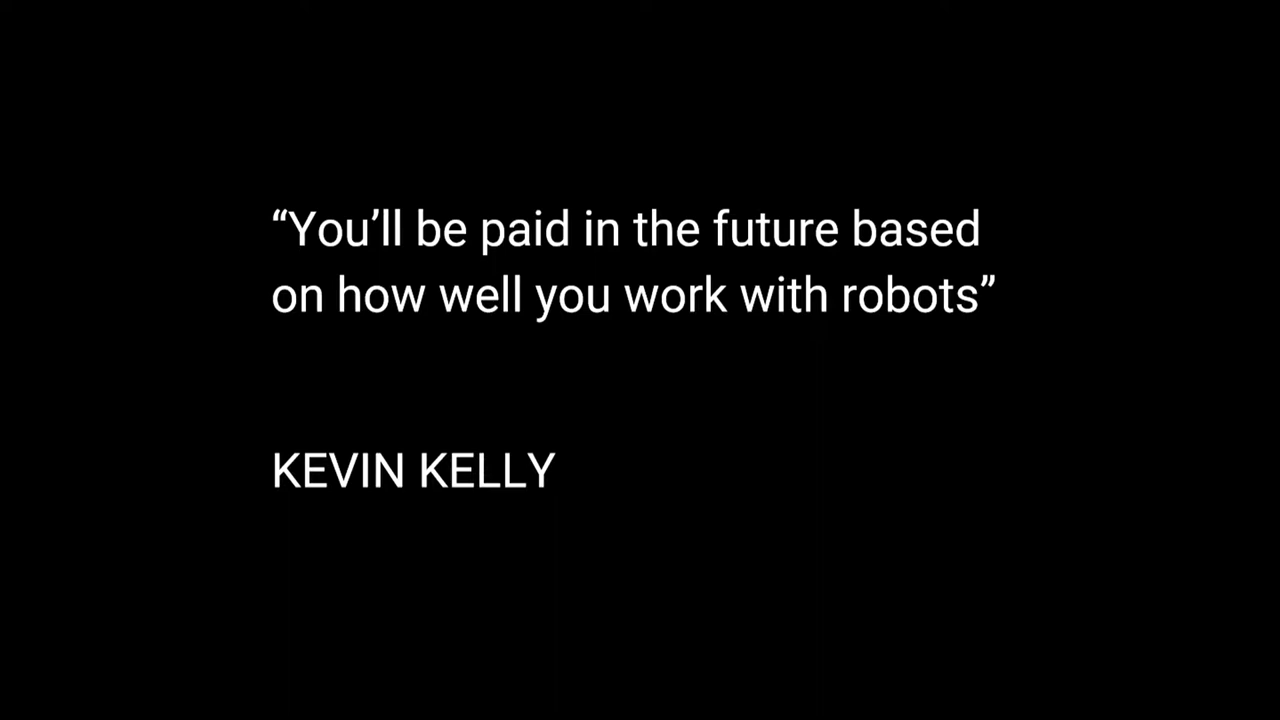 “You’ll be paid in the future based
on how well you work with robots”
KEVIN KELLY